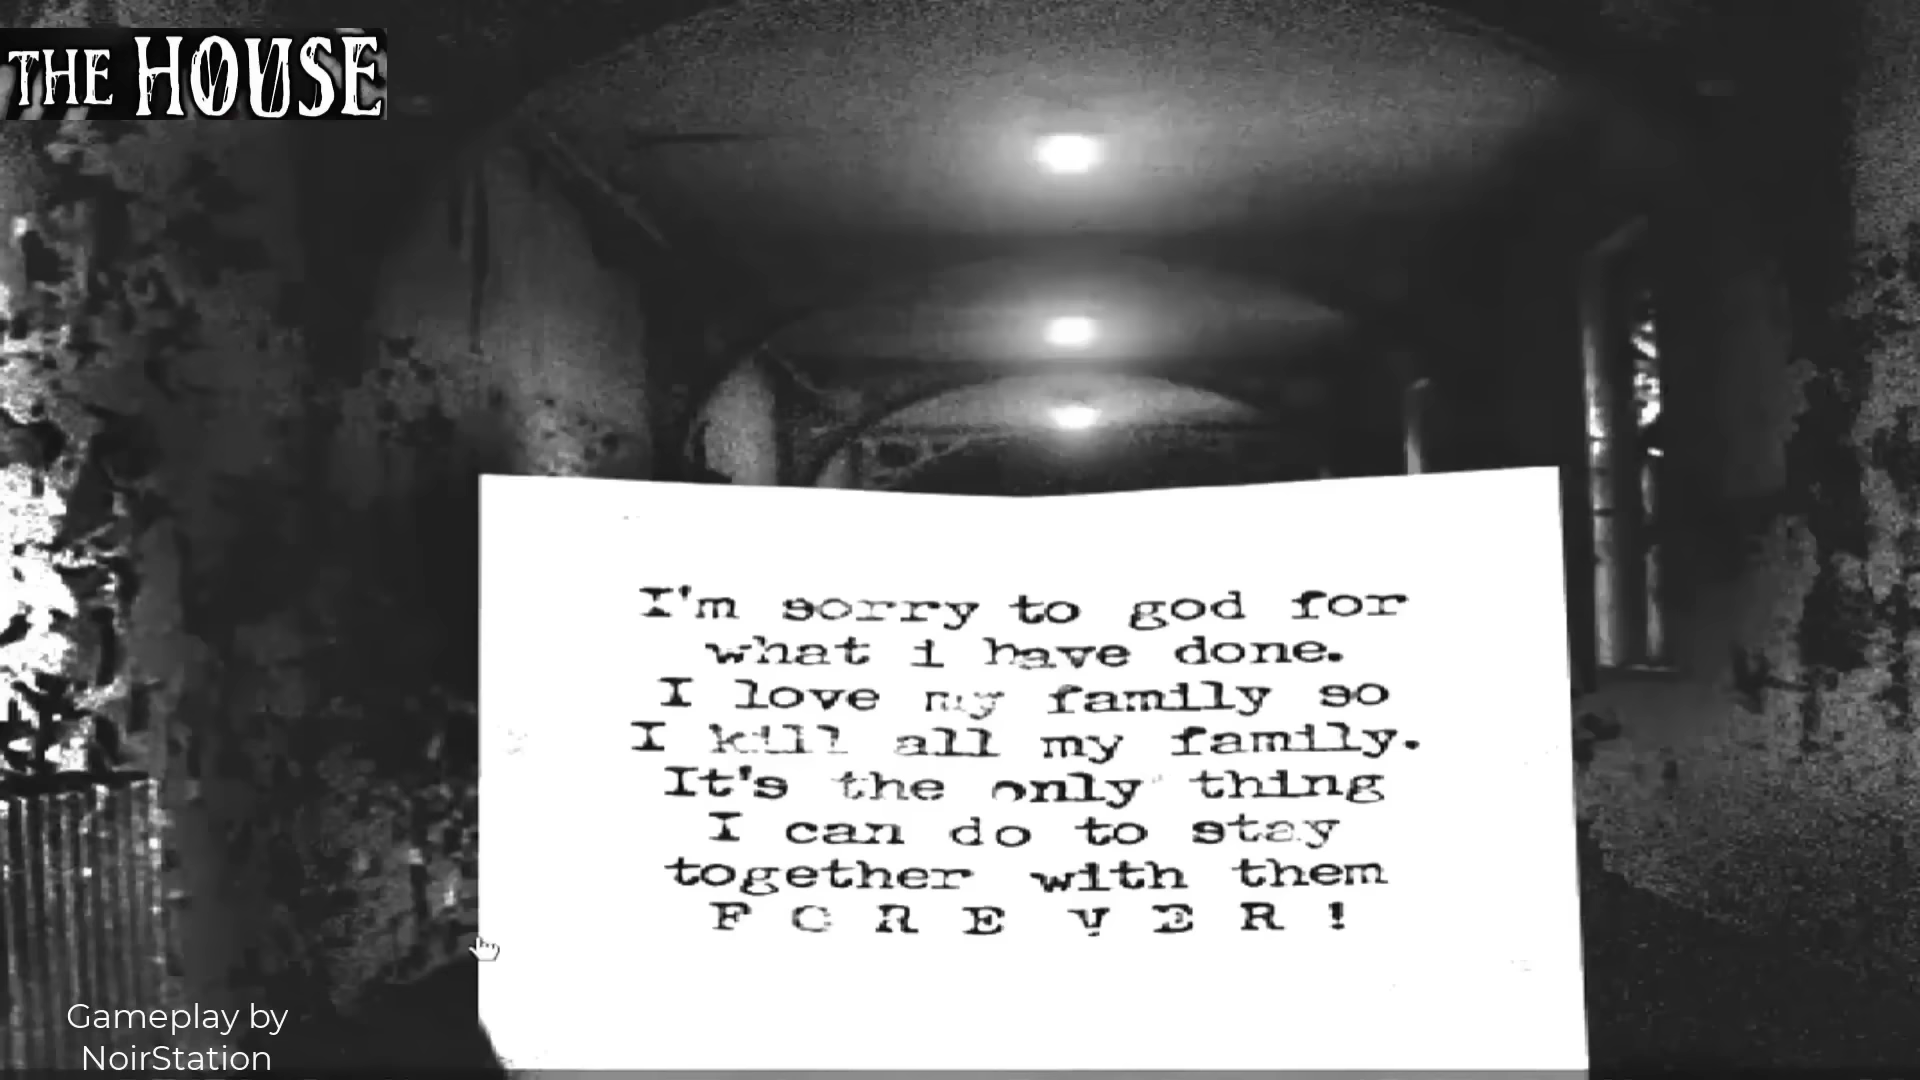 THE HOUSE
I'm sorry to god for
what i have done.
I love my family so
I kill all my family.
It's the only thing
I can do to stay
together with them
F O R E V E R !
Gameplay by
NoirStation